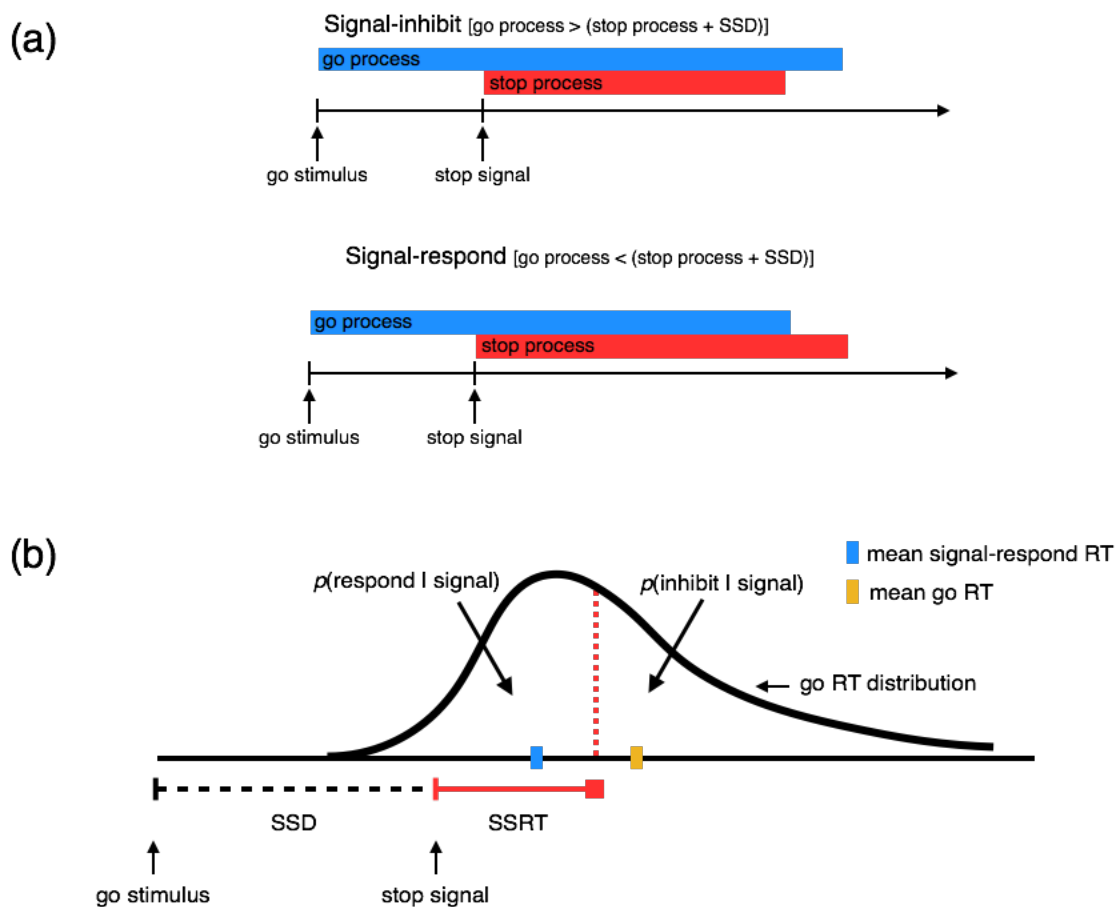 (a)
Signal-inhibit [go process > (stop process + SSD)]
go process
stop process
go stimulus
stop signal
Signal-respond [go process < (stop process + SSD)]
go process
stop process
go stimulus
stop signal
(b)
mean signal-respond RT
mean go RT
p(respond I signal)
p(inhibit I signal)
go RT distribution
SSD
SSRT
go stimulus
stop signal